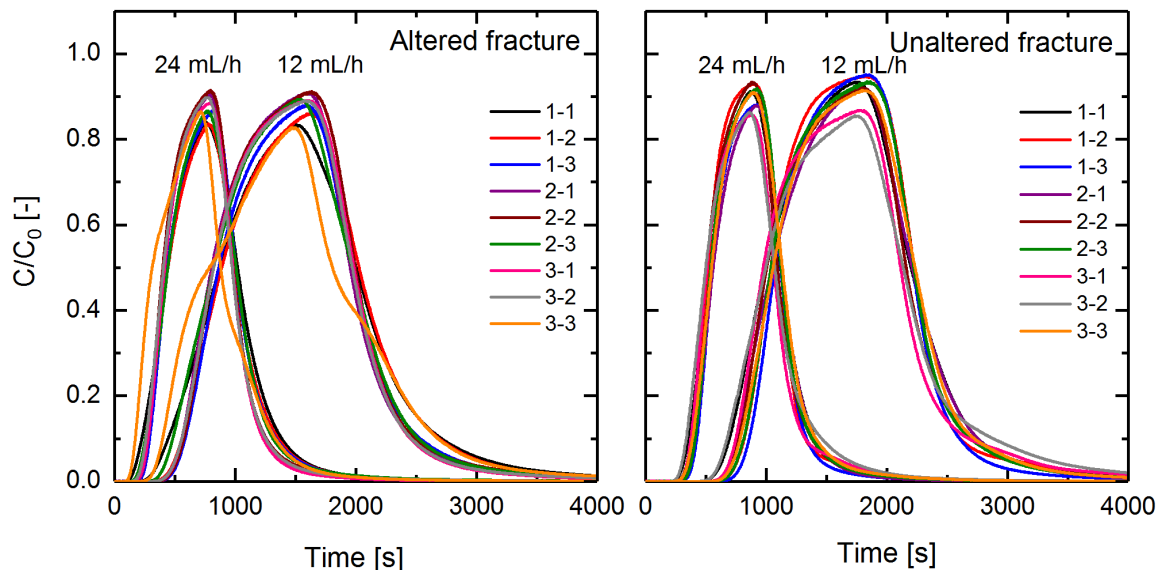 Altered fracture
24 mL/h 12 mL/h
1-1
1-2
1-3
2-1
2-2
2-3
3-1
3-2
3-3
C/C0 [-]
1.0
0.8
0.6
0.4
0.2
0.0
0 1000 2000 3000 4000
Time [s]
Unaltered fracture
24 mL/h 12 mL/h
1-1
1-2
1-3
2-1
2-2
2-3
3-1
3-2
3-3
0 1000 2000 3000 4000
Time [s]